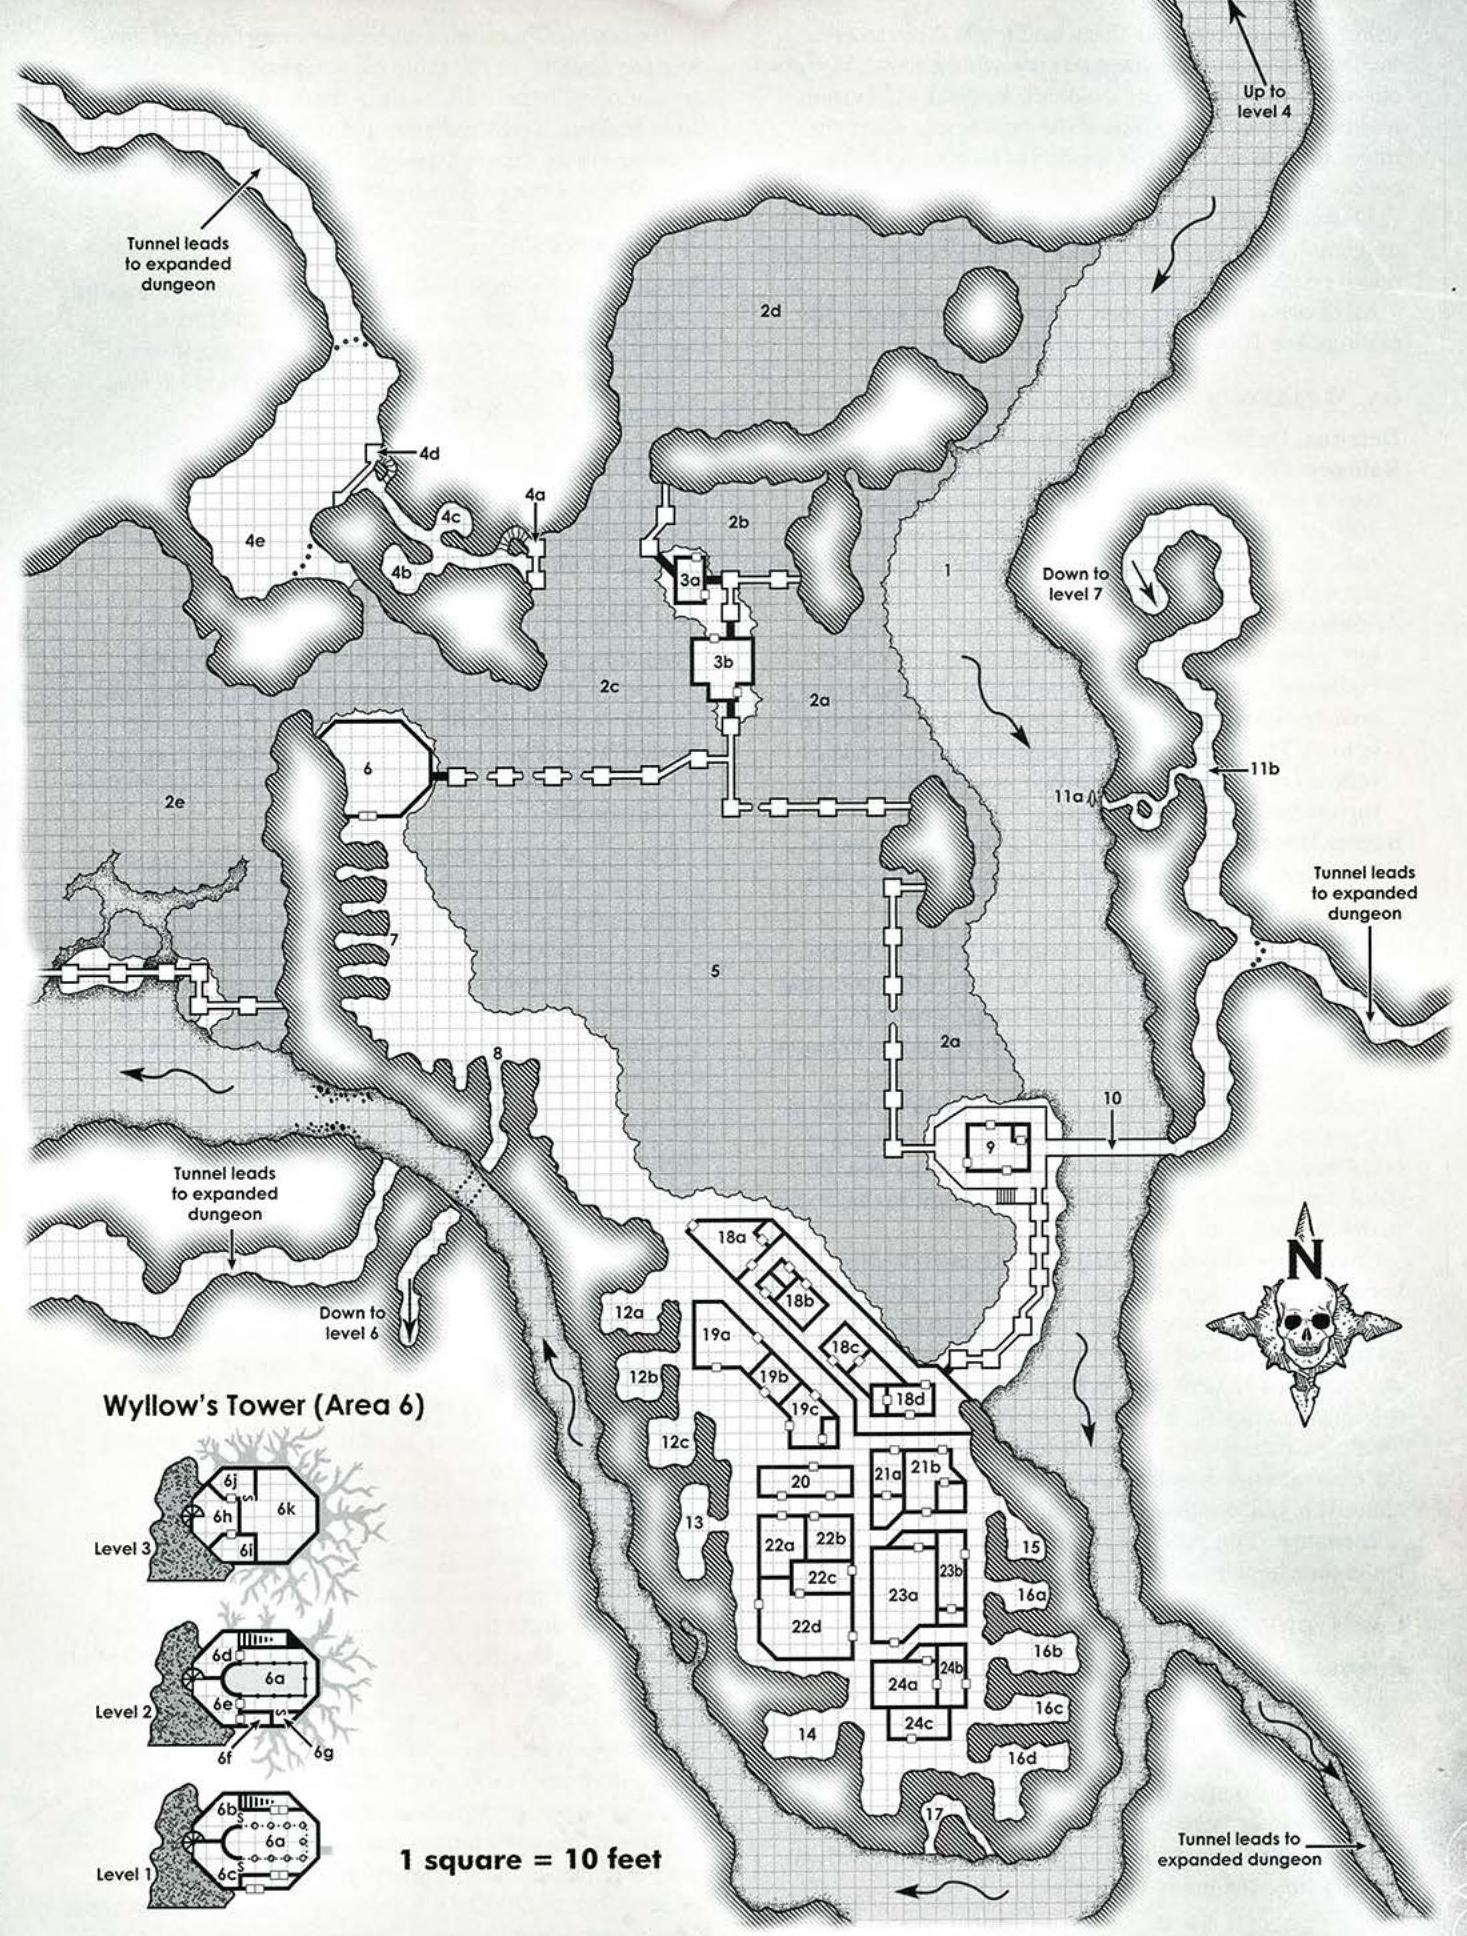 Up to
level 4
Tunnel leads
to expanded
dungeon
2d
4d
4a
4c
4e
4b
2b
3a
1
Down to
level 7
3b
2c
2a
6
11b
11a
2e
Tunnel leads
to expanded
dungeon
7
5
2a
8
10
9
Tunnel leads
to expanded
dungeon
18a
N
12a
18b
Down to
level 6
19a
18c
12b
19b
18d
19c
Wyllow's Tower (Area 6)
12c
6j
6k
6h
S
6i
Level 3
20
21a
21b
13
22a
22b
15
22c
23b
23a
16a
22d
6d
6a
6e
S
Level 2
6f
6g
16b
24b
24a
16c
24c
14
16d
6b
S
6a
S
6c
Level 1
17
1 square = 10 feet
Tunnel leads to
expanded dungeon